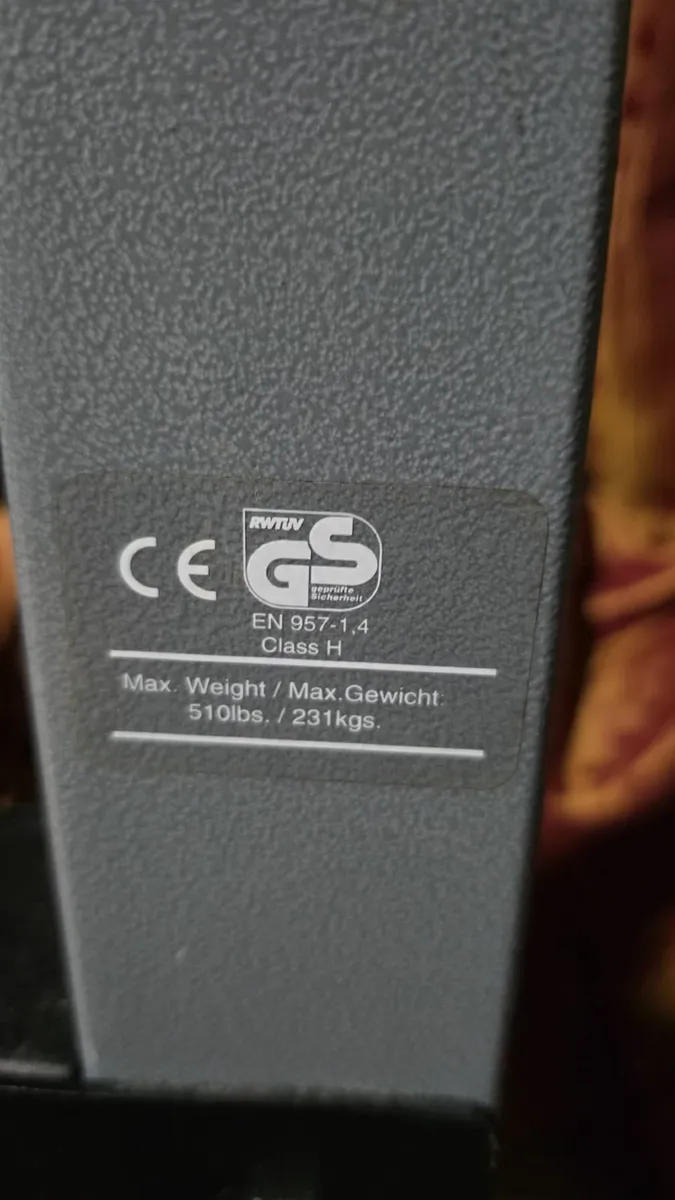 CE
RWTUV
GS
geprüfte
Sicherheit
EN 957-1,4
Class H
Max. Weight / Max.Gewicht:
510lbs. / 231kgs.